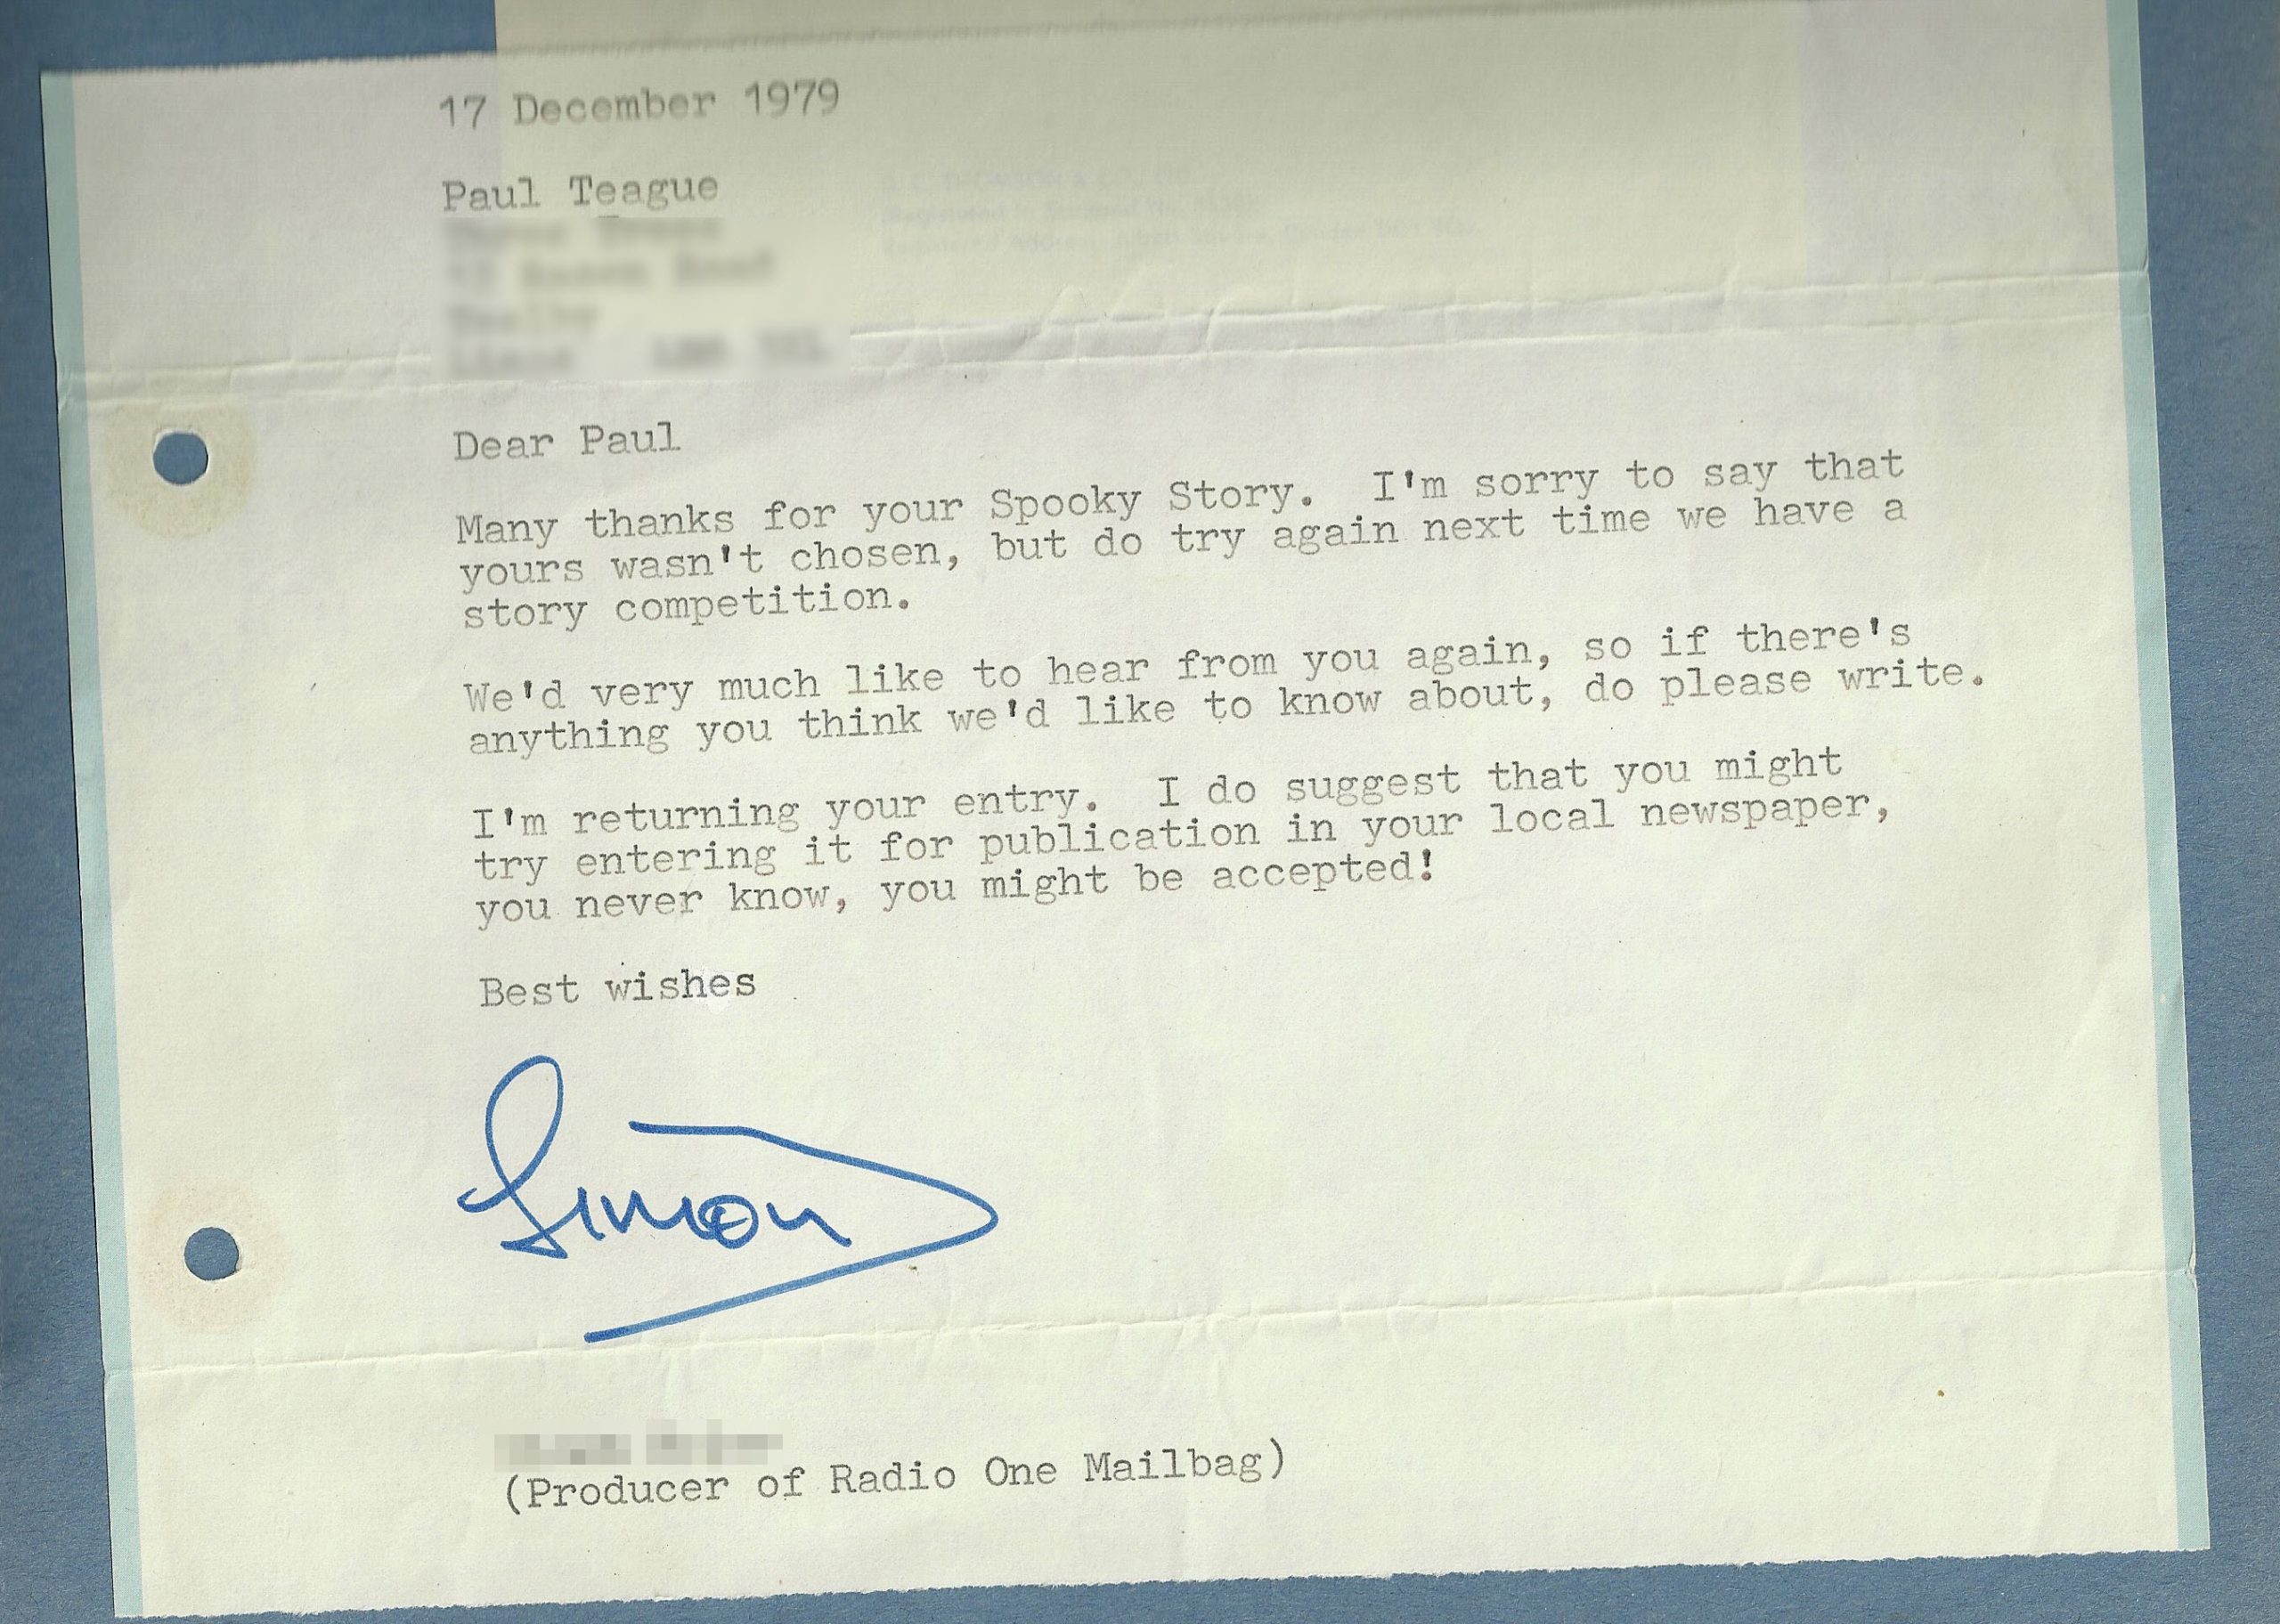 17 December 1979
Paul Teague
Dear Paul
Many thanks for your Spooky Story. I'm sorry to say that
yours wasn't chosen, but do try again next time we have a
story competition.
We'd very much like to hear from you again, so if there's
anything you think we'd like to know about, do please write.
I'm returning your entry. I do suggest that you might
try entering it for publication in your local newspaper,
you never know, you might be accepted!
Best wishes
Simon
(Producer of Radio One Mailbag)